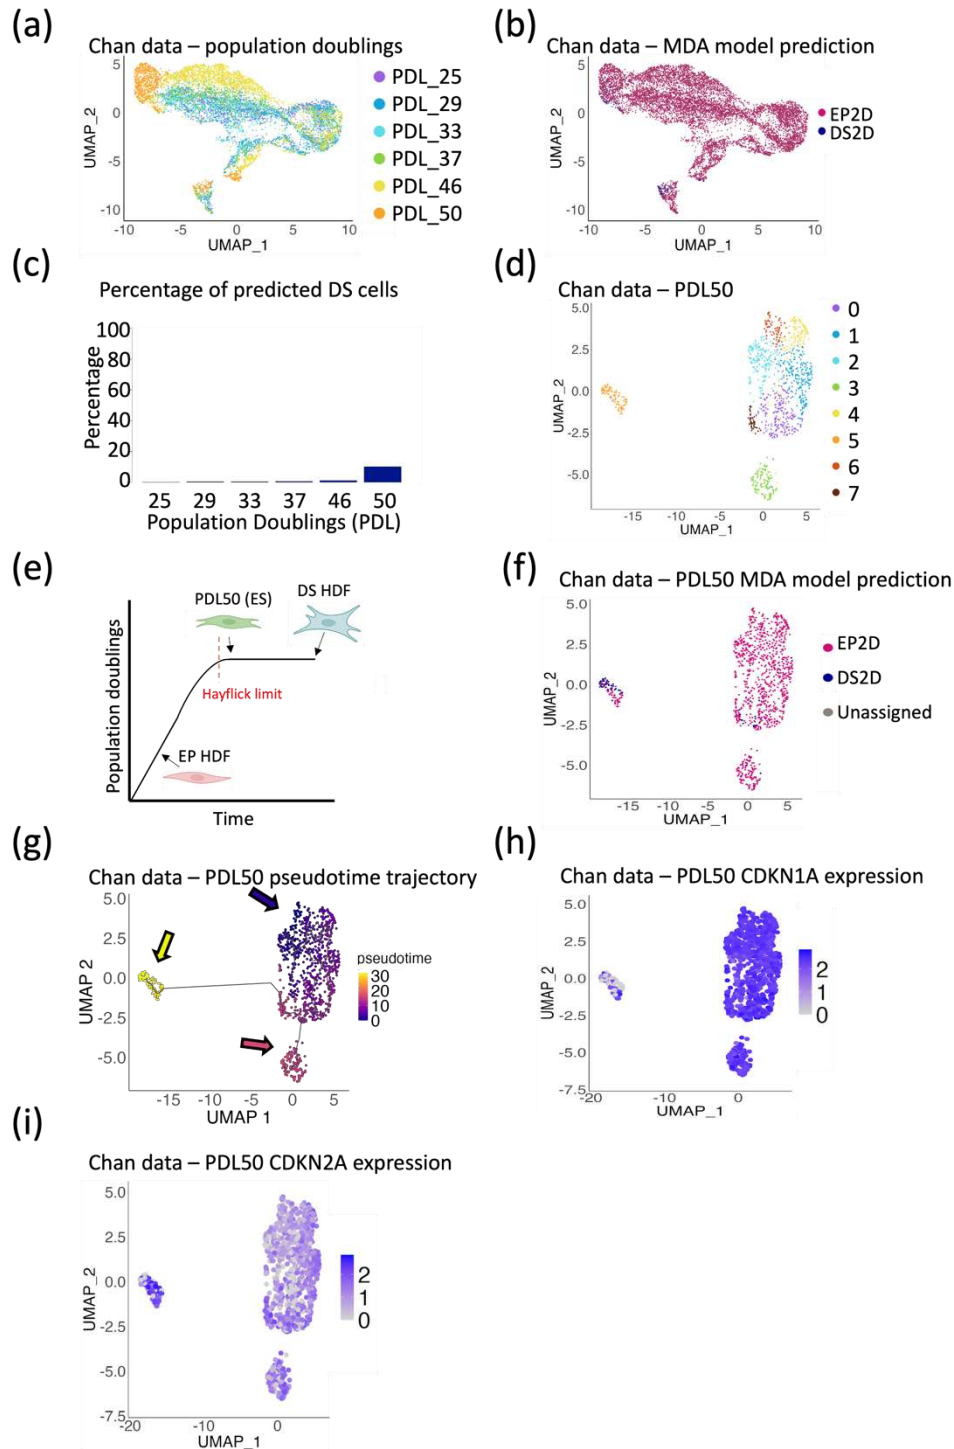 (a)
Chan data – population doublings
5
0
-5
-10
UMAP_2
-10
-5
0
5
10
UMAP_1
PDL_25
PDL_29
PDL_33
PDL_37
PDL_46
PDL_50
(b)
Chan data – MDA model prediction
5
0
-5
-10
UMAP_2
-10
-5
0
5
10
UMAP_1
EP2D
DS2D
(c)
Percentage of predicted DS cells
100
80
60
40
20
0
Percentage
25 29 33 37 46 50
Population Doublings (PDL)
(d)
Chan data – PDL50
5.0
2.5
0.0
-2.5
-5.0
UMAP_2
-15
-10
-5
0
5
UMAP_1
0
1
2
3
4
5
6
7
(e)
Population doublings
PDL50 (ES)
DS HDF
Hayflick limit
EP HDF
Time
(f)
Chan data – PDL50 MDA model prediction
5.0
2.5
0.0
-2.5
-5.0
UMAP_2
-15
-10
-5
0
5
UMAP_1
EP2D
DS2D
Unassigned
(g)
Chan data – PDL50 pseudotime trajectory
5.0
2.5
0.0
-2.5
-5.0
UMAP 2
-15
-10
-5
0
5
UMAP 1
pseudotime
30
20
10
0
(h)
Chan data – PDL50 CDKN1A expression
5.0
2.5
0.0
-2.5
-5.0
-7.5
UMAP_2
-20
-10
0
UMAP_1
2
1
0
(i)
Chan data – PDL50 CDKN2A expression
5.0
2.5
0.0
-2.5
-5.0
-7.5
UMAP_2
-20
-10
0
UMAP_1
2
1
0